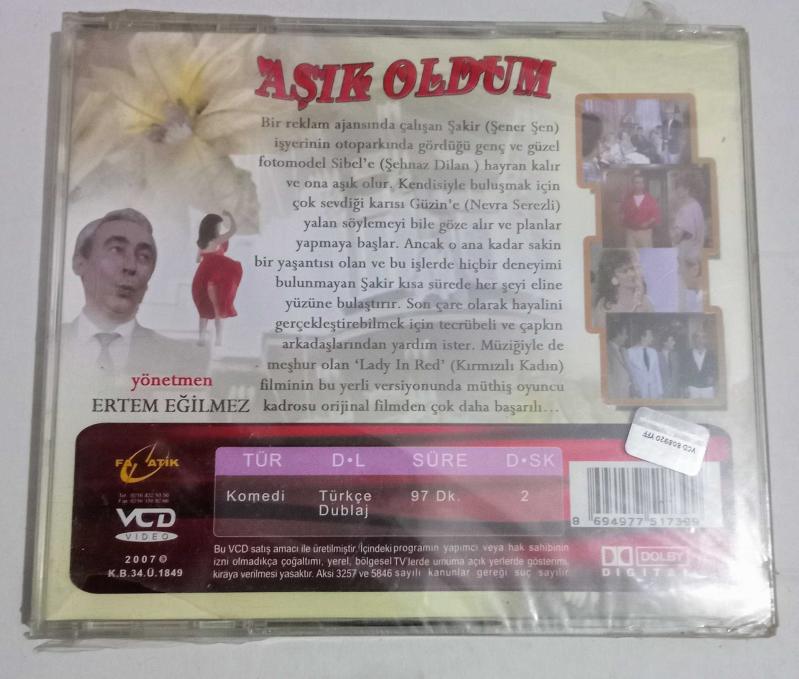 AŞIK OLDUM
Bir reklam ajansında çalışan Şakir (Şener Şen)
işyerinin otoparkında gördüğü genç ve güzel
fotomodel Sibel'e (Şehnaz Dilan ) hayran kalır
ve ona aşık olur. Kendisiyle buluşmak için
çok sevdiği karısı Güzin'e (Nevra Serezli)
yalan söylemeyi bile göze alır ve planlar
yapmaya başlar. Ancak o ana kadar sakin
bir yaşantısı olan ve bu işlerde hiçbir deneyimi
bulunmayan Şakir kısa sürede her şeyi eline
yüzüne bulaştırır. Son çare olarak hayalini
gerçekleştirebilmek için tecrübeli ve çapkın
arkadaşlarından yardım ister. Müziğiyle de
meşhur olan 'Lady In Red' (Kırmızılı Kadın)
filminin bu yerli versiyonunda müthiş oyuncu
kadrosu orijinal filmden çok daha başarılı...
yönetmen
ERTEM EĞİLMEZ
VCD 808920 YFF
FANATİK
VCD
VIDEO
2007 ©
K.B.34.Ü.1849
TÜR D•L SÜRE D•SK
Komedi Türkçe Dublaj 97 Dk. 2
8 694977 517399
Bu VCD satış amacı ile üretilmiştir. İçindeki programın yapımcı veya hak sahibinin
izni olmadıkça çoğaltımı, yerel, bölgesel TV'lerde umuma açık yerlerde gösterimi,
kiraya verilmesi yasaktır. Aksi 3257 ve 5846 sayılı kanunlar gereği suç sayılır
DOLBY
DIGITAL